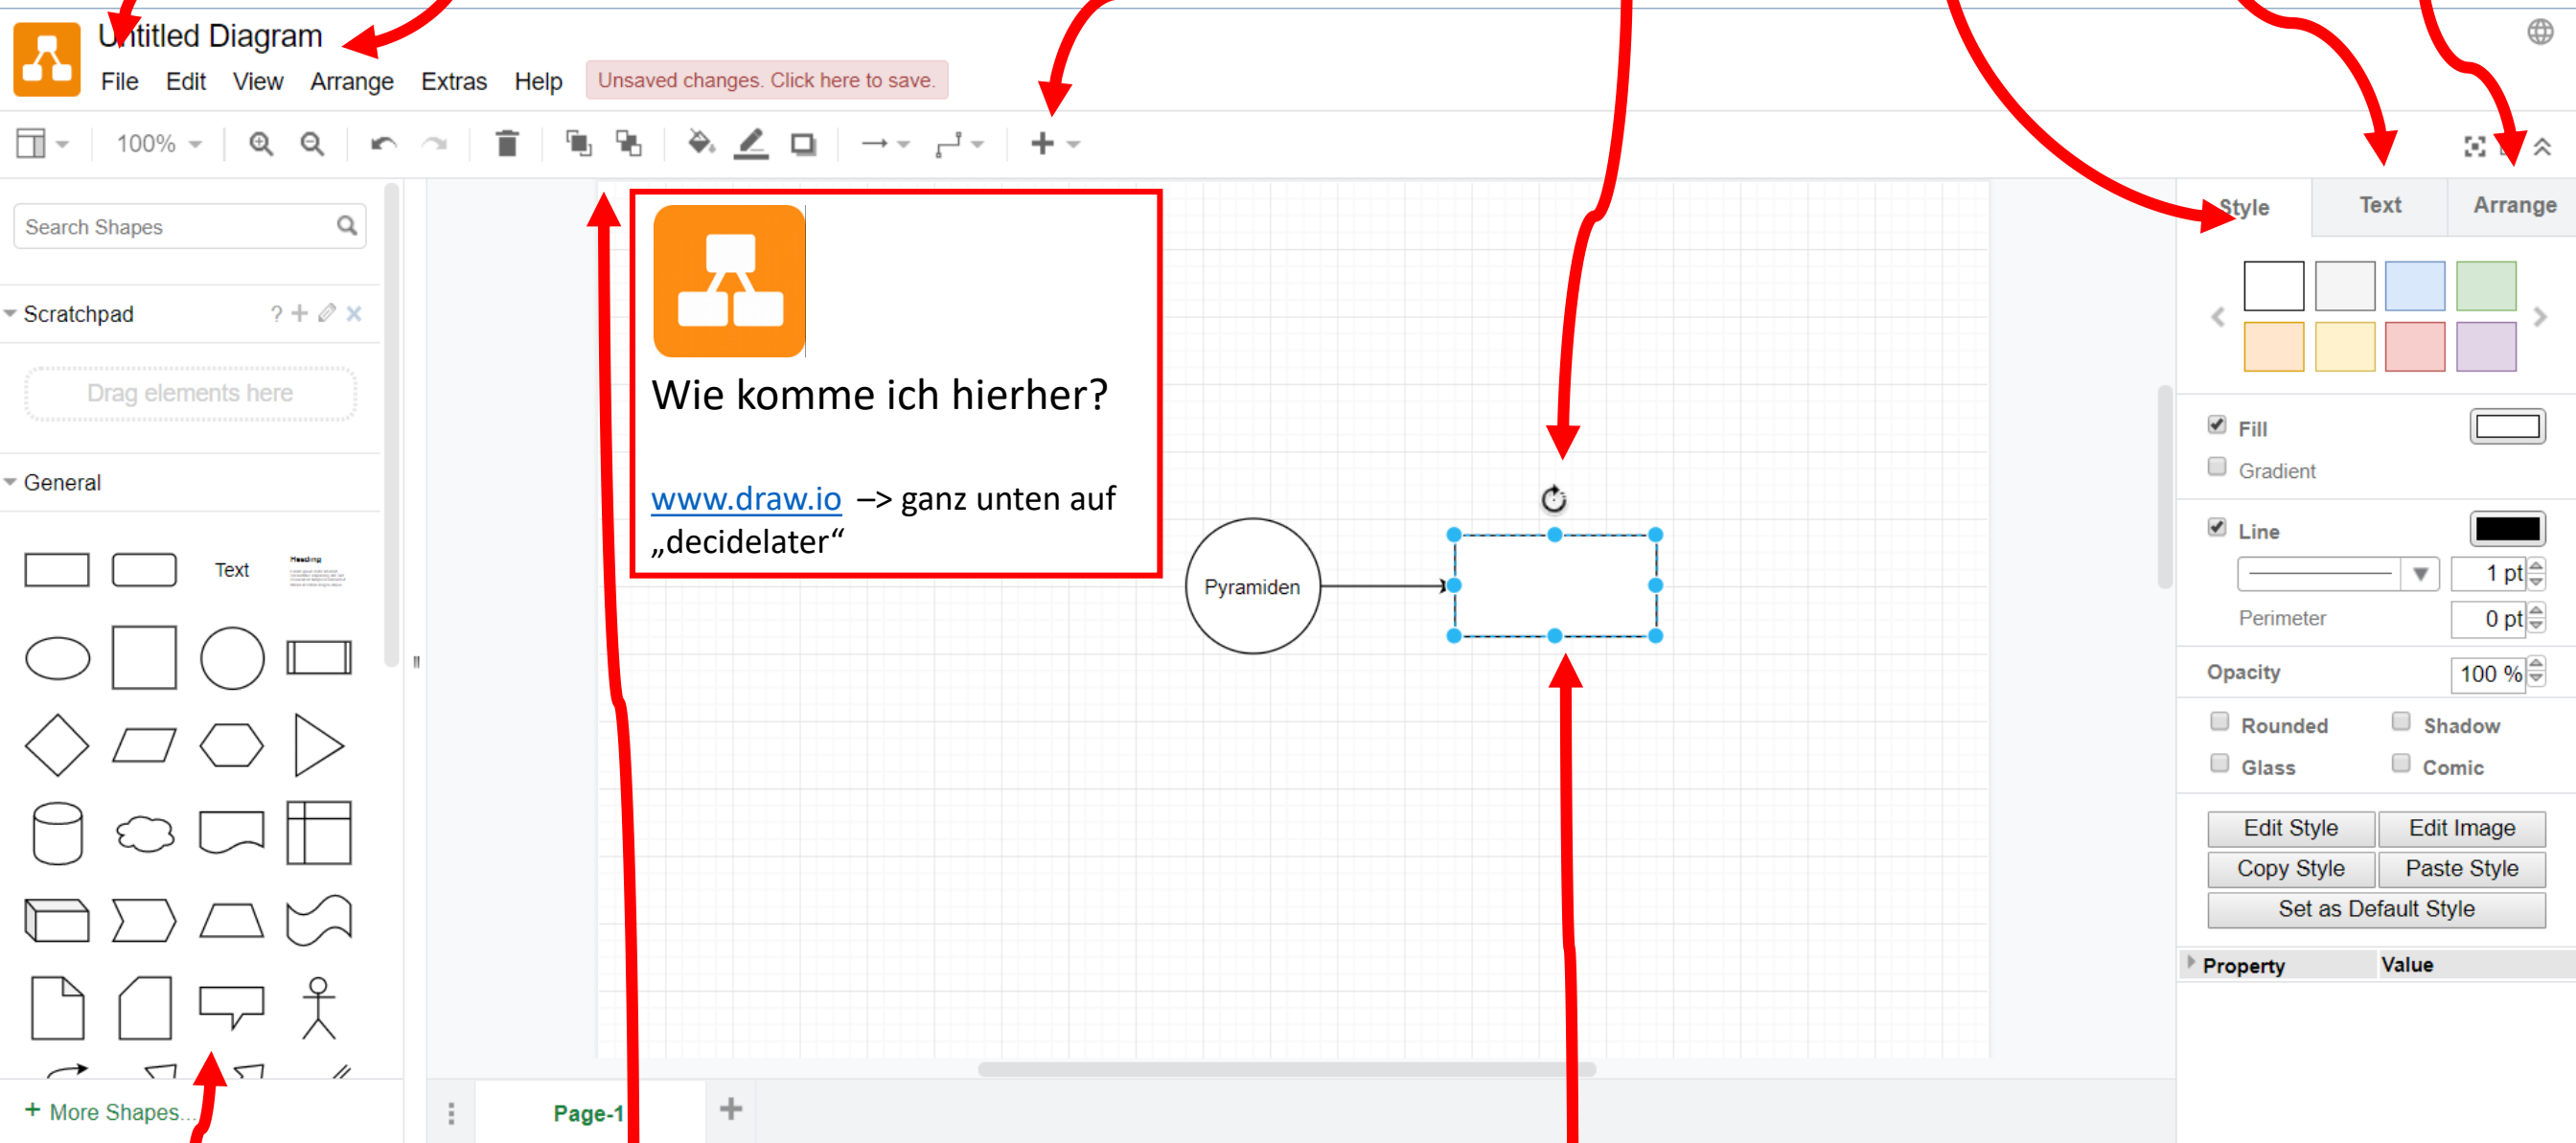 Untitled Diagram
File Edit View Arrange Extras Help Unsaved changes. Click here to save.
100%
Search Shapes
Scratchpad ?
Drag elements here
General
Text
Heading
Wie komme ich hierher?
www.draw.io –> ganz unten auf
„decidelater“
Pyramiden
Style Text Arrange
Fill
Gradient
Line
1 pt
Perimeter 0 pt
Opacity 100 %
Rounded Shadow
Glass Comic
Edit Style Edit Image
Copy Style Paste Style
Set as Default Style
Property Value
+ More Shapes...
Page-1